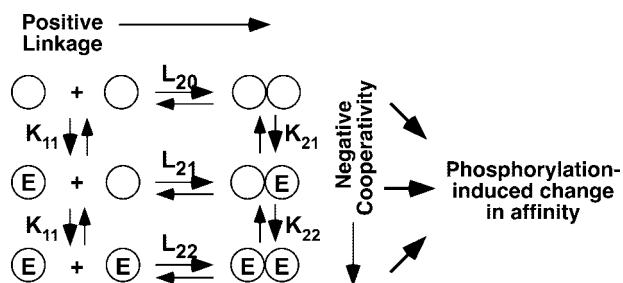 Positive
Linkage
+ L20
K11 K21
E + L21 E
K11 K22
E + E L22 E E
Negative
Cooperativity
Phosphorylation-
induced change
in affinity